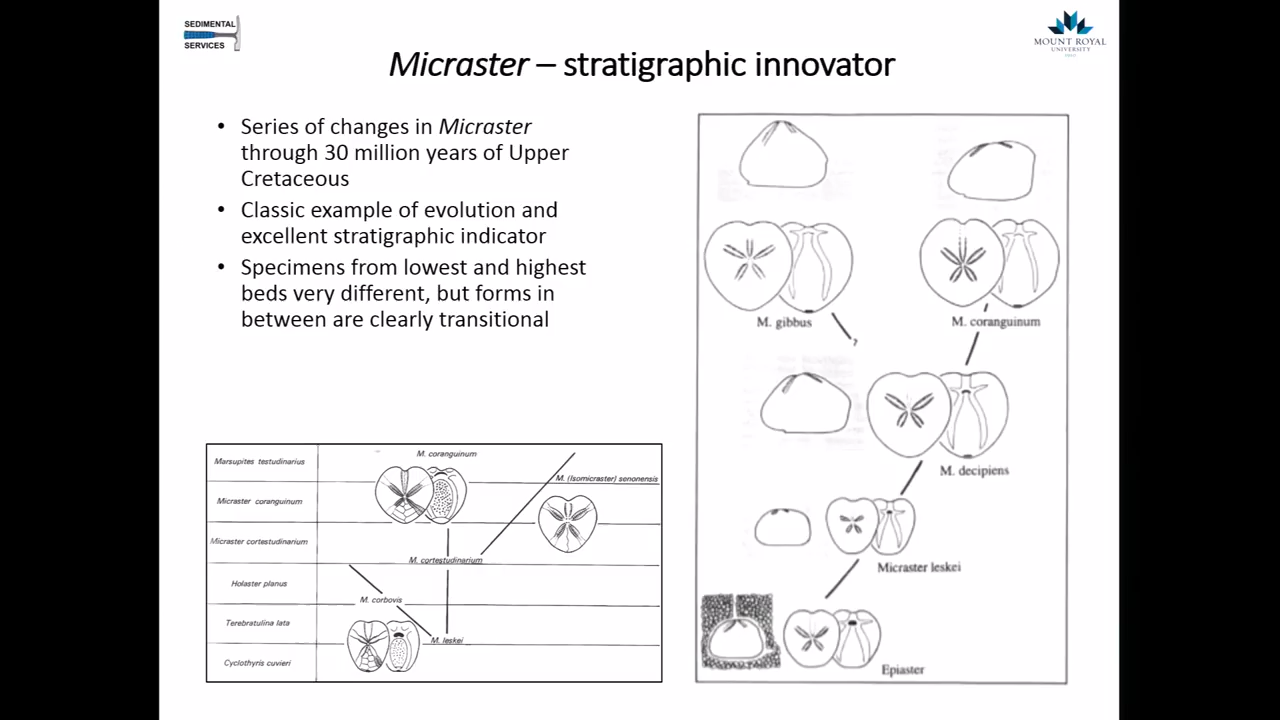 SEDIMENTAL
SERVICES
MOUNT ROYAL
UNIVERSITY
Micraster – stratigraphic innovator
• Series of changes in Micraster
through 30 million years of Upper
Cretaceous
• Classic example of evolution and
excellent stratigraphic indicator
• Specimens from lowest and highest
beds very different, but forms in
between are clearly transitional
Marsupites testudinarius
Micraster coranguinum
Micraster cortestudinarium
Holaster planus
Terebratulina lata
Cyclothyris cuvieri
M. coranguinum
M. (Isomicraster) senonensis
M. cortestudinarium
M. corbovis
M. leskei
M. gibbus
M. coranguinum
?
M. decipiens
Micraster leskei
Epiaster